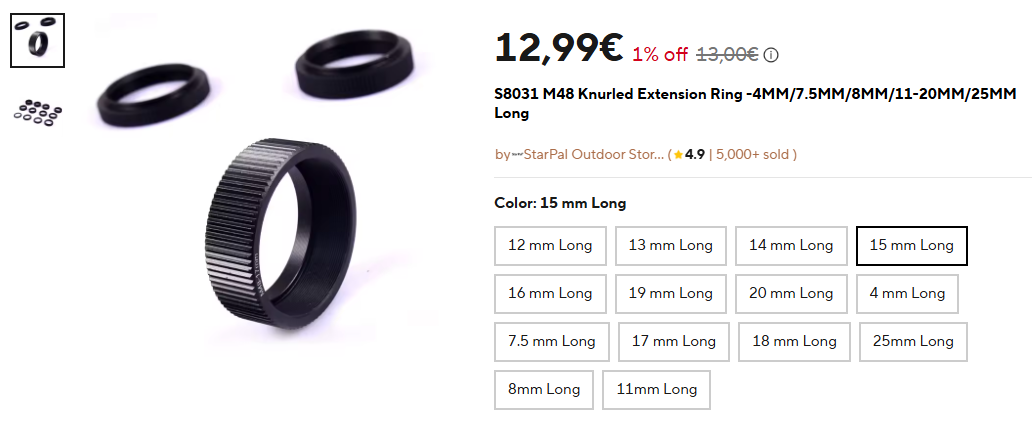 12,99€ 1% off 13,00€
S8031 M48 Knurled Extension Ring -4MM/7.5MM/8MM/11-20MM/25MM
Long
by StarPal Outdoor Stor... ( 4.9 | 5,000+ sold )
Color: 15 mm Long
12 mm Long 13 mm Long 14 mm Long 15 mm Long
16 mm Long 19 mm Long 20 mm Long 4 mm Long
7.5 mm Long 17 mm Long 18 mm Long 25mm Long
8mm Long 11mm Long